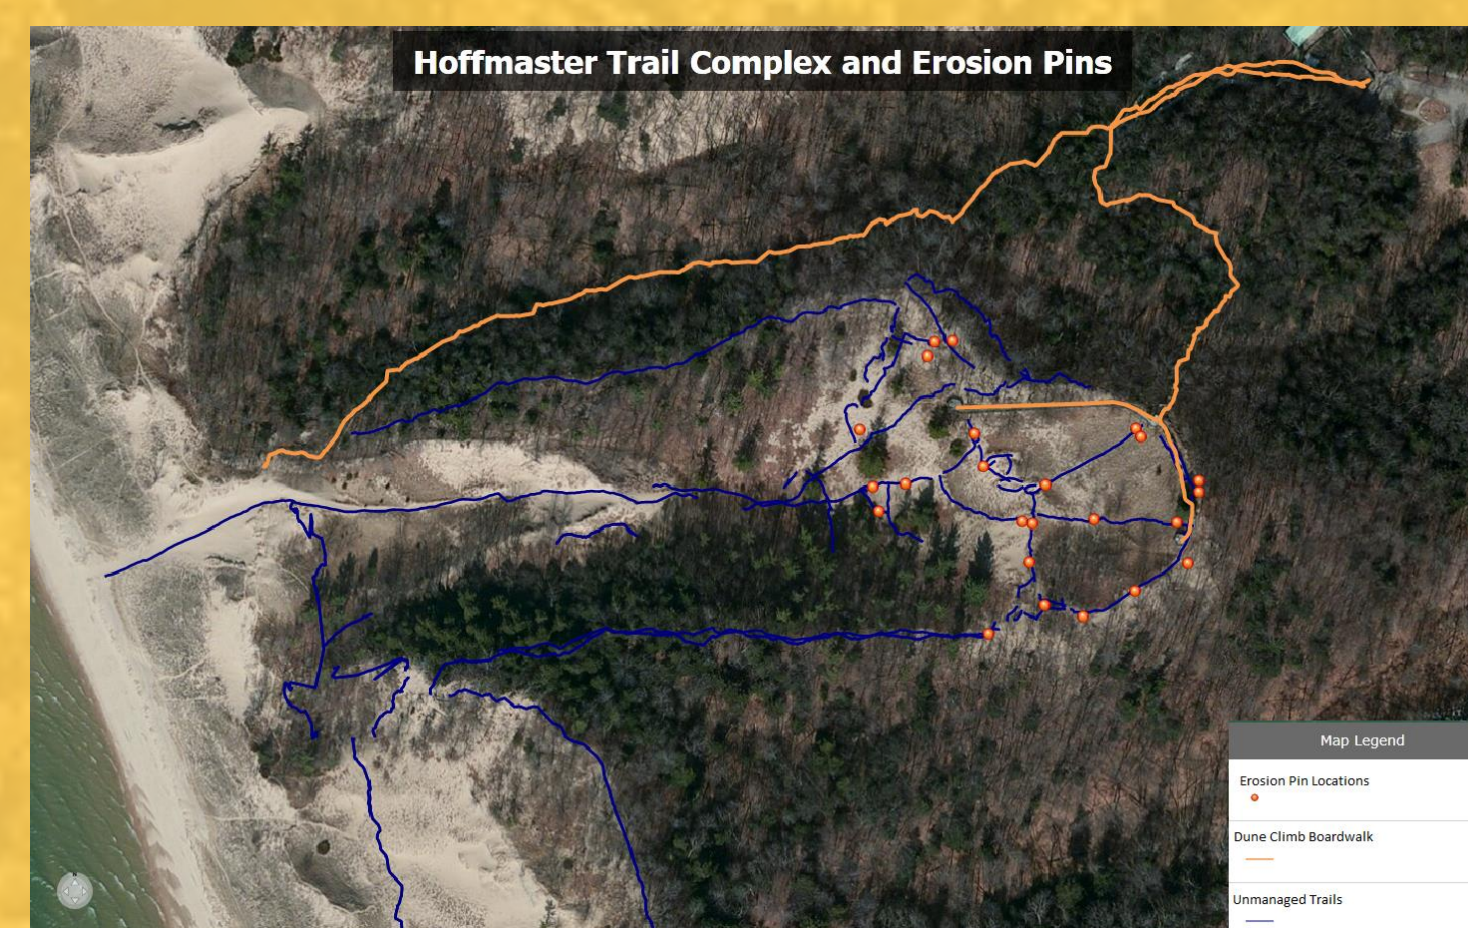 Hoffmaster Trail Complex and Erosion Pins
Map Legend
Erosion Pin Locations
Dune Climb Boardwalk
Unmanaged Trails